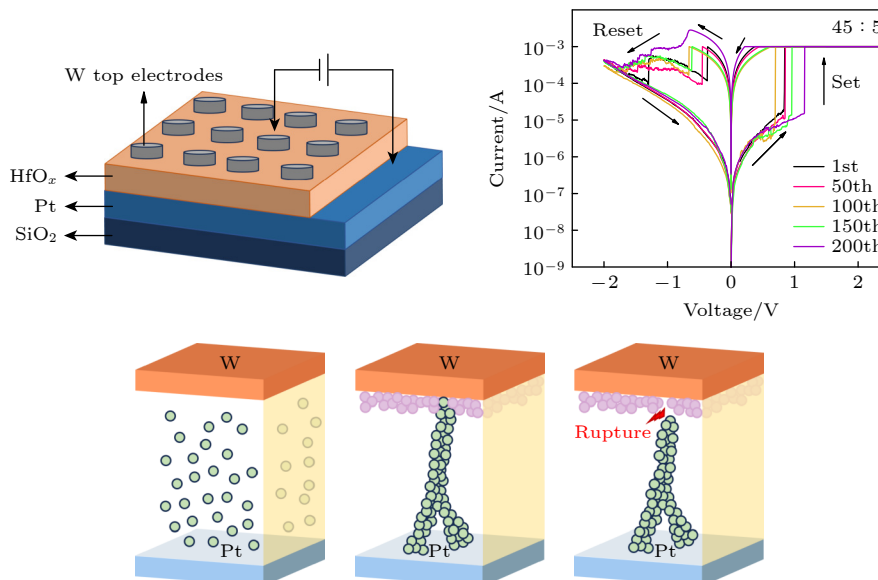 W top electrodes
HfOₓ
Pt
SiO₂
Reset
45 : 5
Set
Current/A
10⁻³
10⁻⁴
10⁻⁵
10⁻⁶
10⁻⁷
10⁻⁸
10⁻⁹
1st
50th
100th
150th
200th
−2
−1
0
1
2
Voltage/V
W
Pt
W
Pt
W
Rupture
Pt